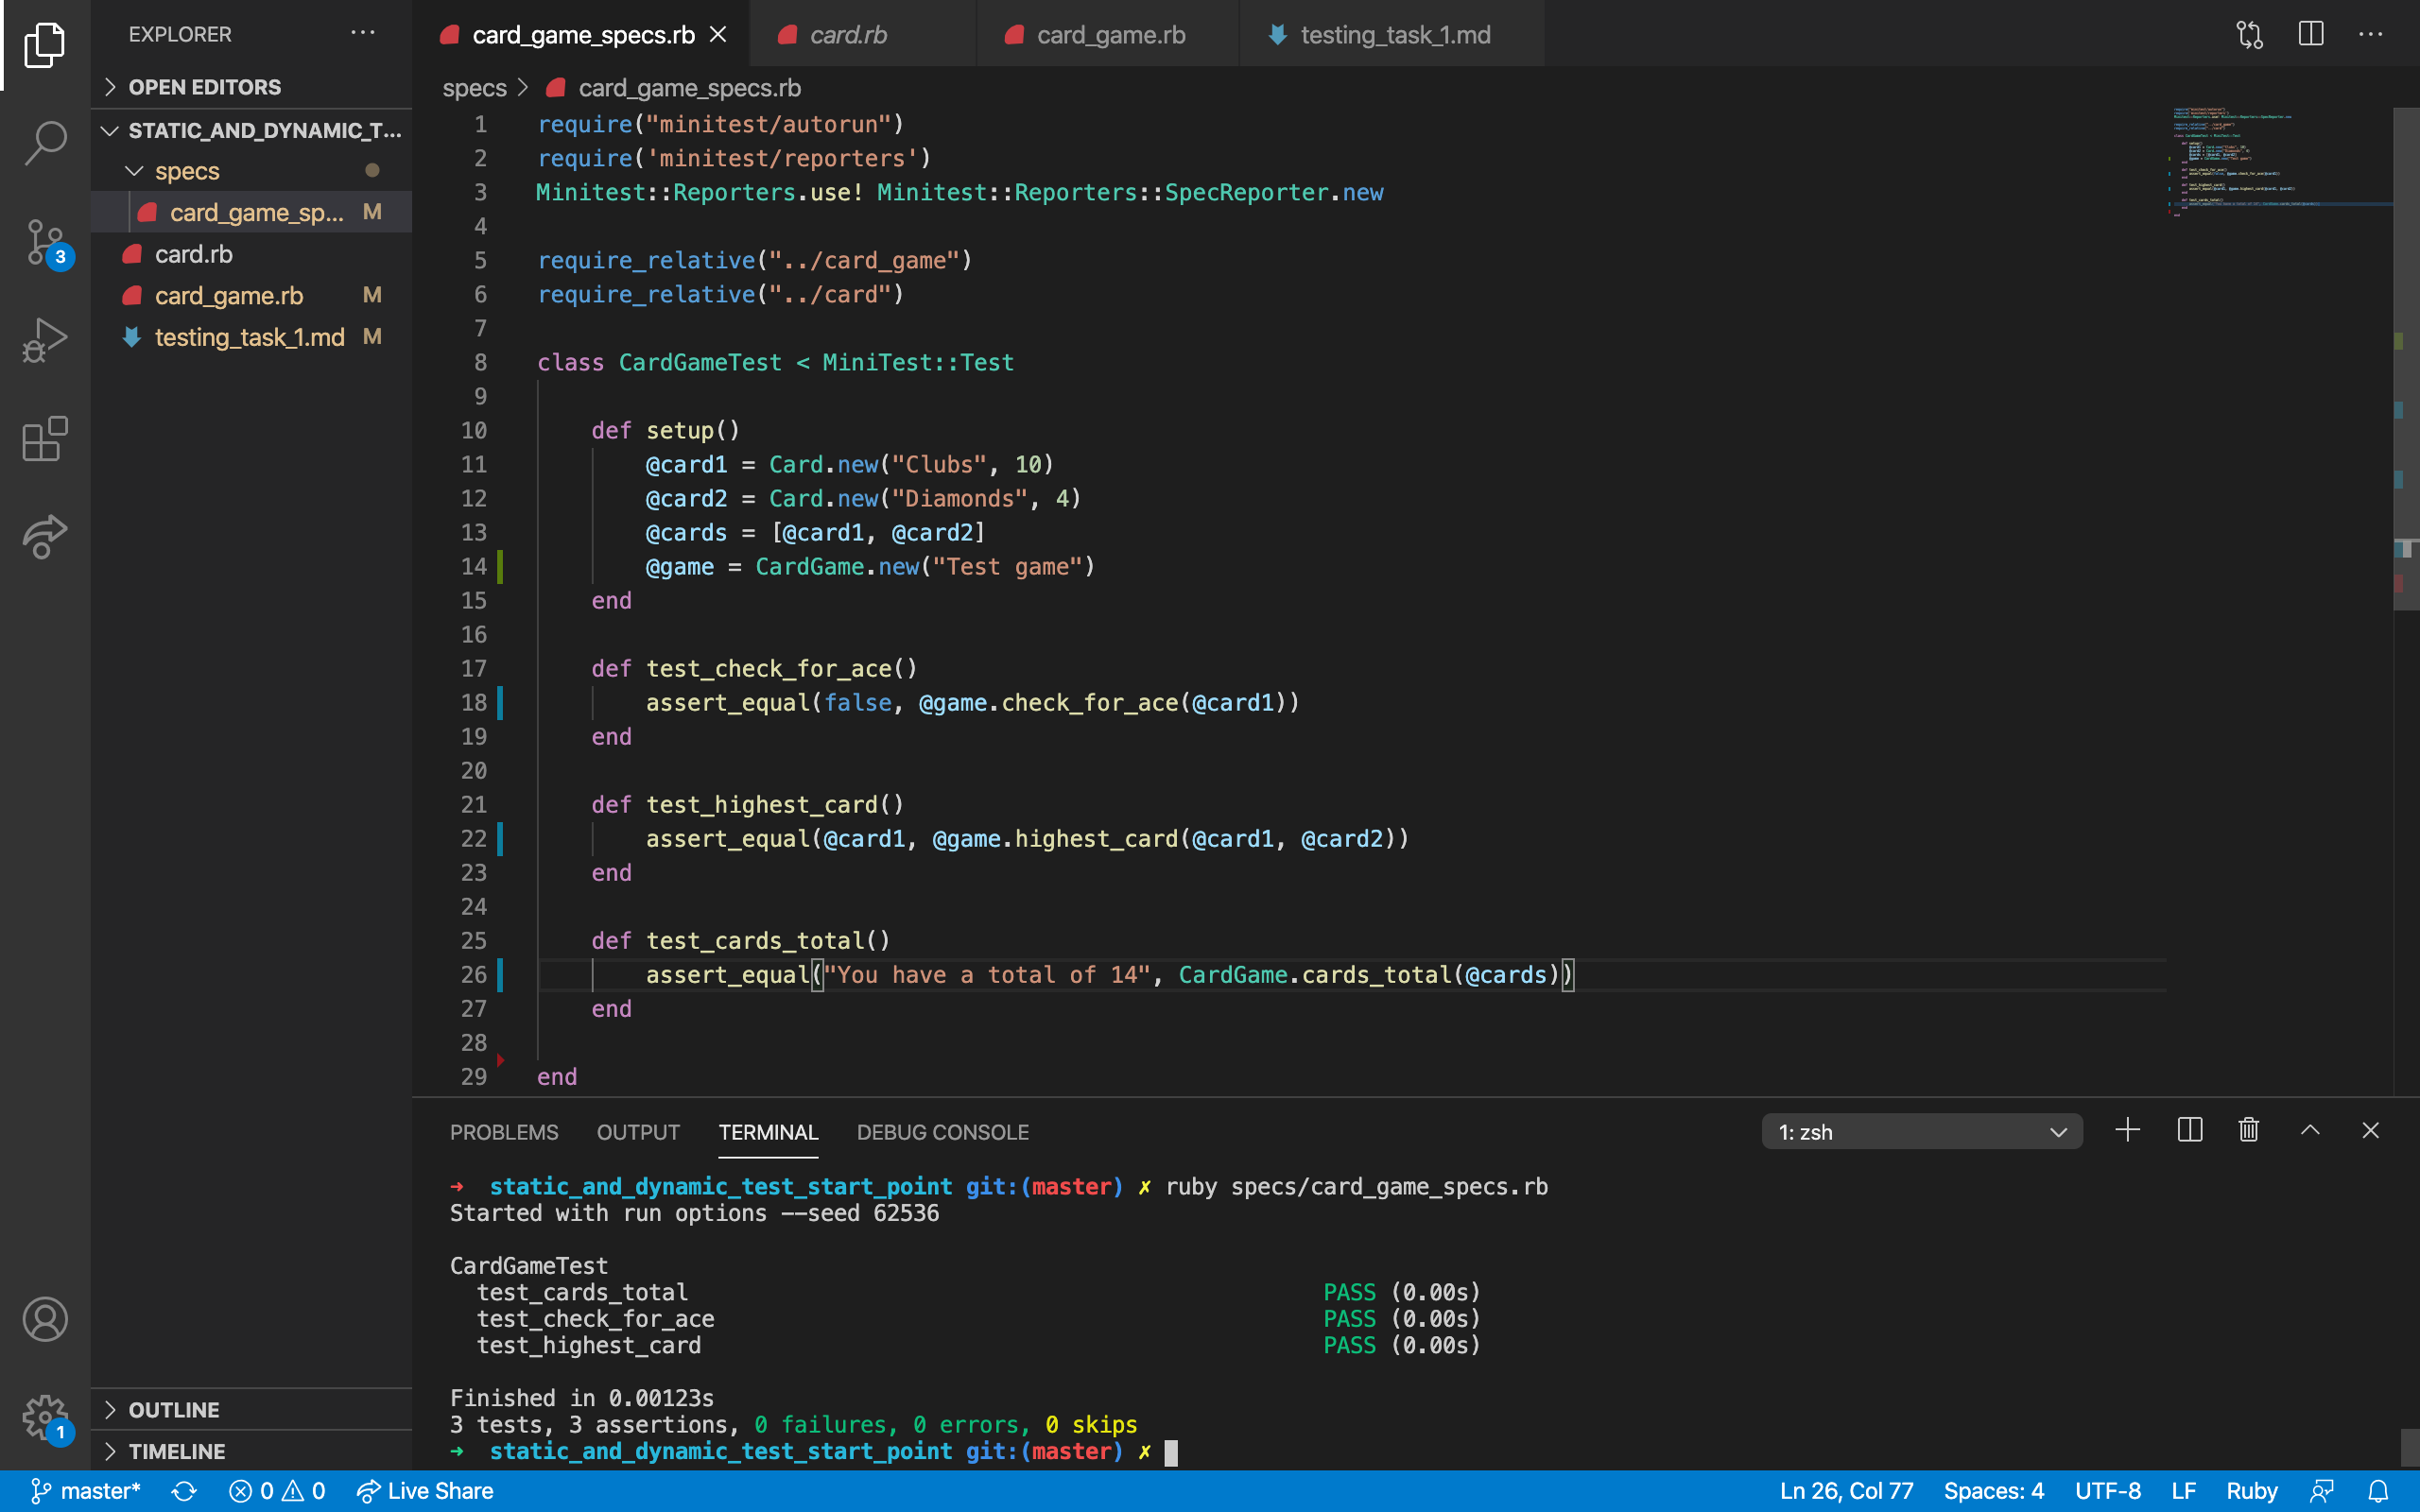 EXPLORER
OPEN EDITORS
STATIC_AND_DYNAMIC_T...
specs
card_game_sp... M
card.rb
card_game.rb M
testing_task_1.md M
OUTLINE
TIMELINE
3
1
card_game_specs.rb
card.rb
card_game.rb
testing_task_1.md
specs > card_game_specs.rb
1 require("minitest/autorun")
2 require('minitest/reporters')
3 Minitest::Reporters.use! Minitest::Reporters::SpecReporter.new
4
5 require_relative("../card_game")
6 require_relative("../card")
7
8 class CardGameTest < MiniTest::Test
9
10 def setup()
11 @card1 = Card.new("Clubs", 10)
12 @card2 = Card.new("Diamonds", 4)
13 @cards = [@card1, @card2]
14 @game = CardGame.new("Test game")
15 end
16
17 def test_check_for_ace()
18 assert_equal(false, @game.check_for_ace(@card1))
19 end
20
21 def test_highest_card()
22 assert_equal(@card1, @game.highest_card(@card1, @card2))
23 end
24
25 def test_cards_total()
26 assert_equal("You have a total of 14", CardGame.cards_total(@cards))
27 end
28
29 end
PROBLEMS OUTPUT TERMINAL DEBUG CONSOLE
1: zsh
➜ static_and_dynamic_test_start_point git:(master) ✗ ruby specs/card_game_specs.rb
Started with run options --seed 62536
CardGameTest
test_cards_total PASS (0.00s)
test_check_for_ace PASS (0.00s)
test_highest_card PASS (0.00s)
Finished in 0.00123s
3 tests, 3 assertions, 0 failures, 0 errors, 0 skips
➜ static_and_dynamic_test_start_point git:(master) ✗
master* 0 0 Live Share
Ln 26, Col 77 Spaces: 4 UTF-8 LF Ruby